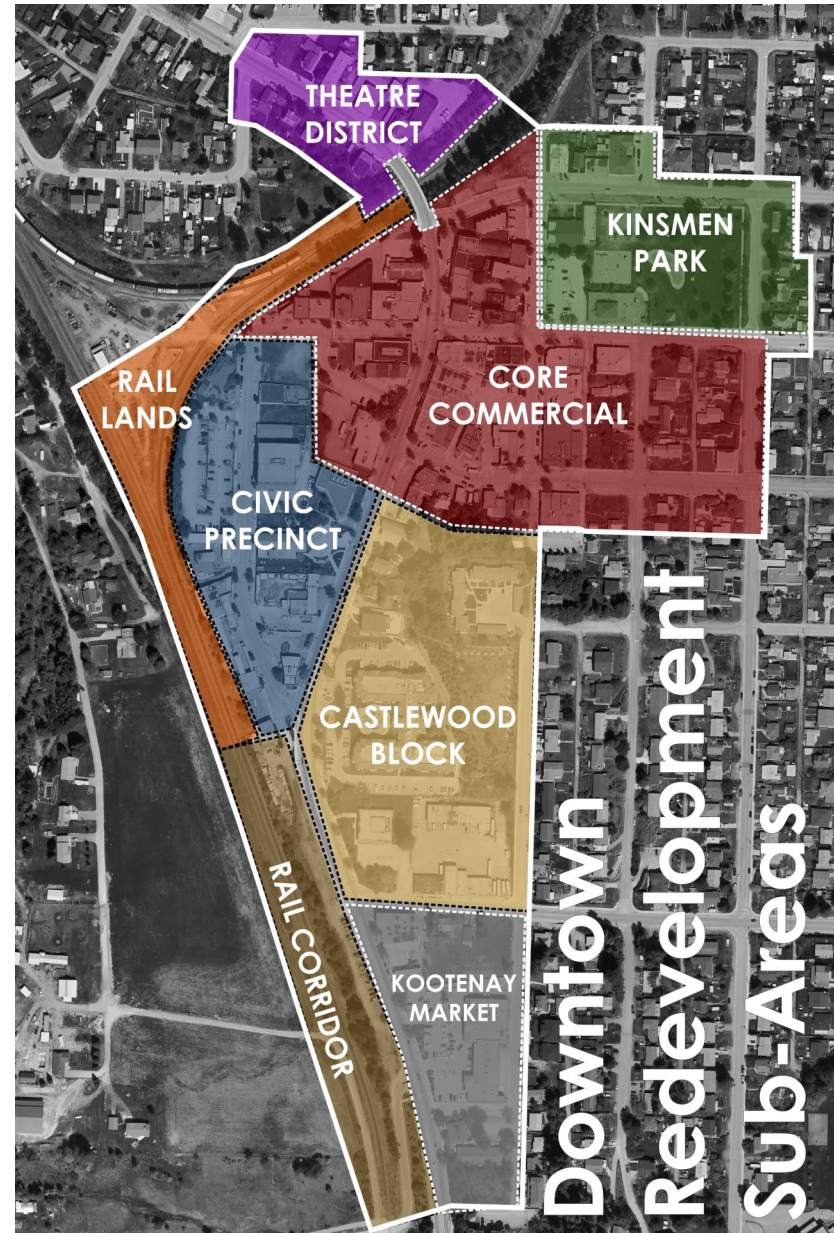 THEATRE
DISTRICT
KINSMEN
PARK
RAIL
LANDS
CORE
COMMERCIAL
CIVIC
PRECINCT
CASTLEWOOD
BLOCK
RAIL CORRIDOR
KOOTENAY
MARKET
Downtown
Redevelopment
Sub-Areas